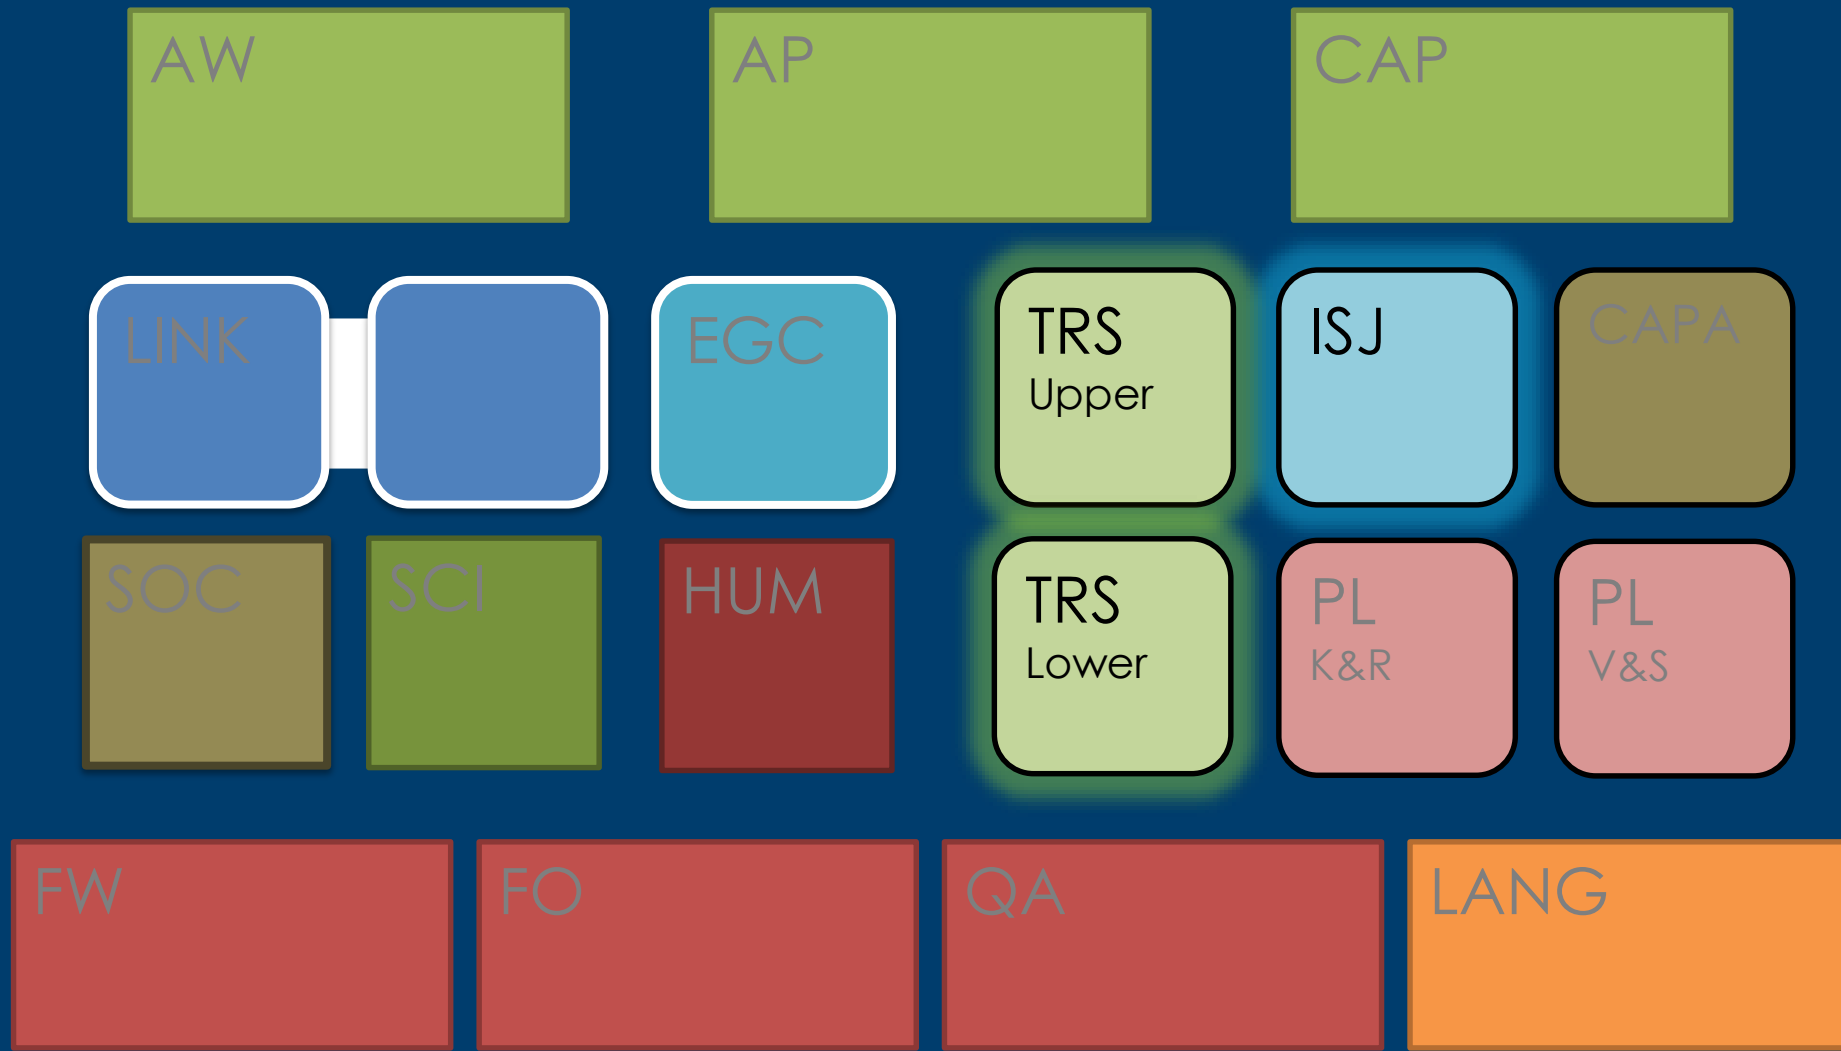 AW
AP
CAP
LINK
EGC
TRS
Upper
ISJ
CAPA
SOC
SCI
HUM
TRS
Lower
PL
K&R
PL
V&S
FW
FO
QA
LANG